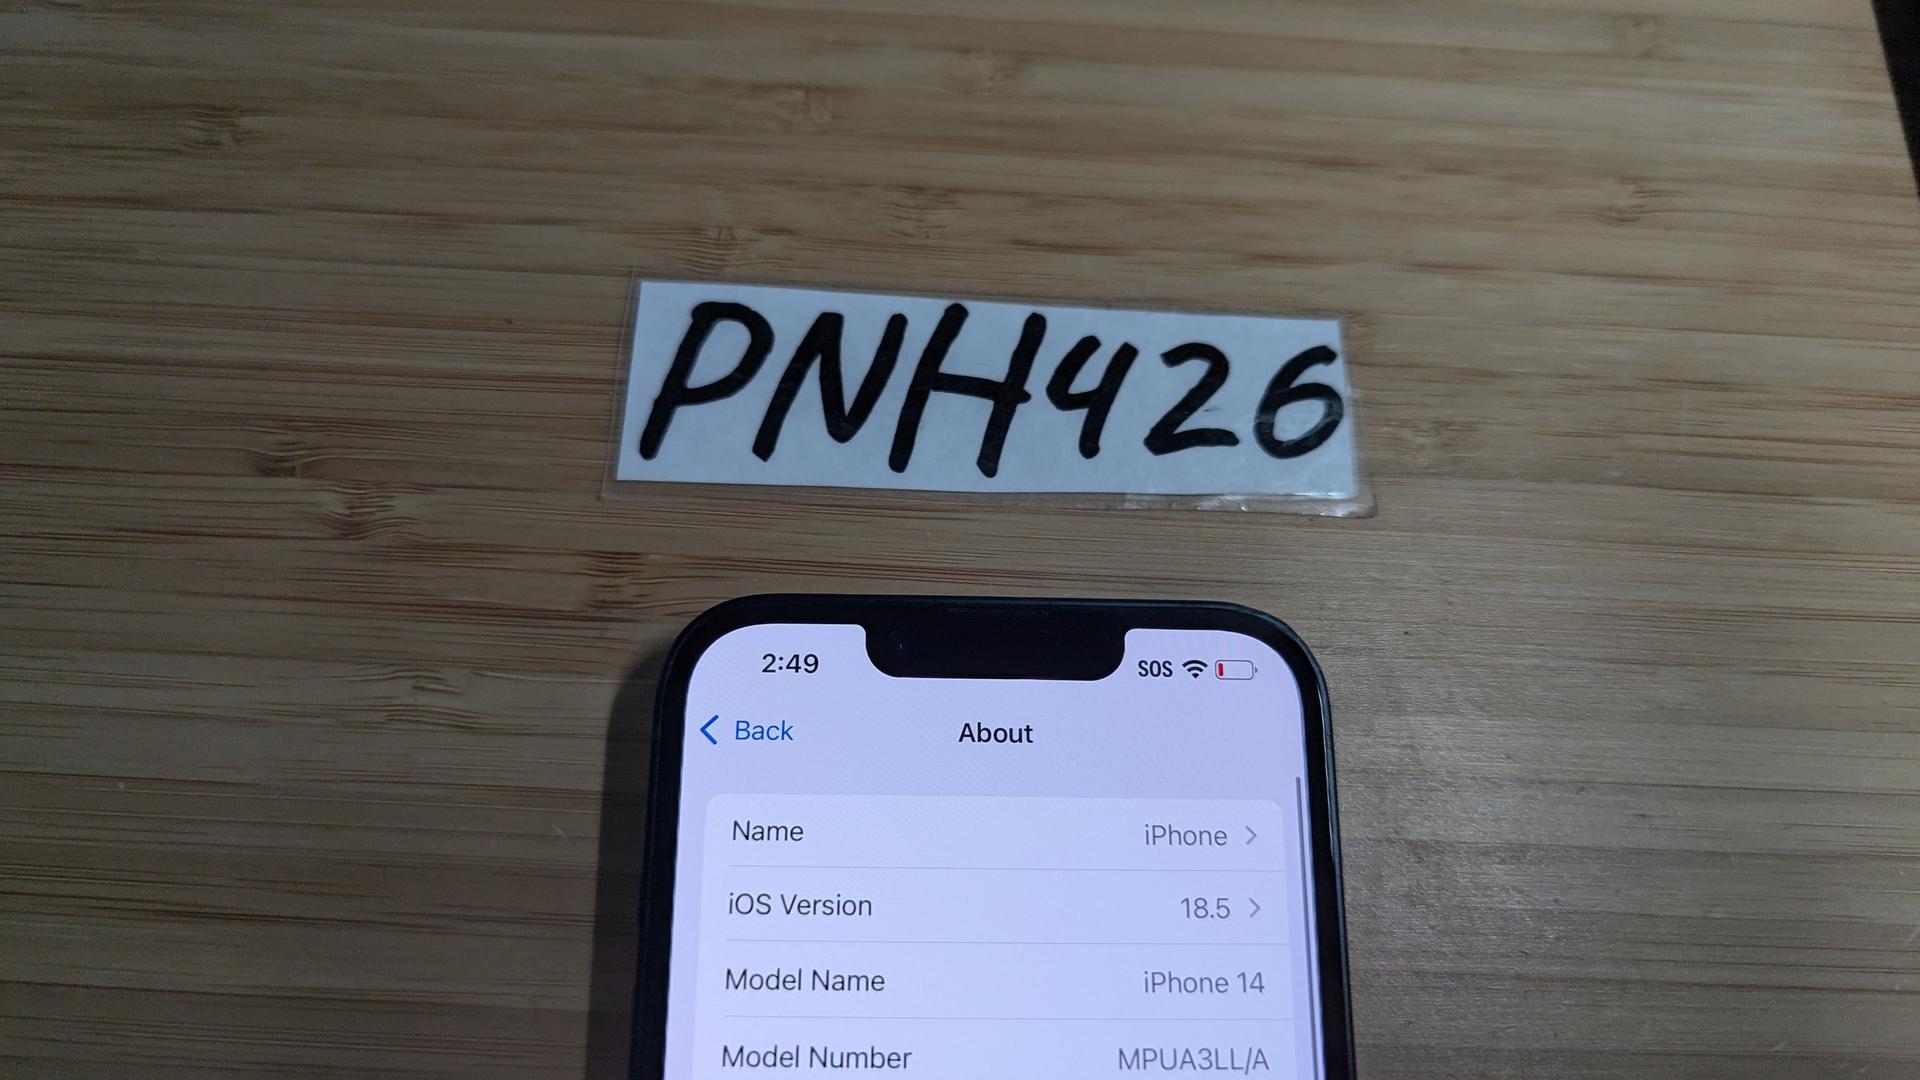 PNH426
2:49
SOS
Back
About
Name iPhone
iOS Version 18.5
Model Name iPhone 14
Model Number MPUA3LL/A